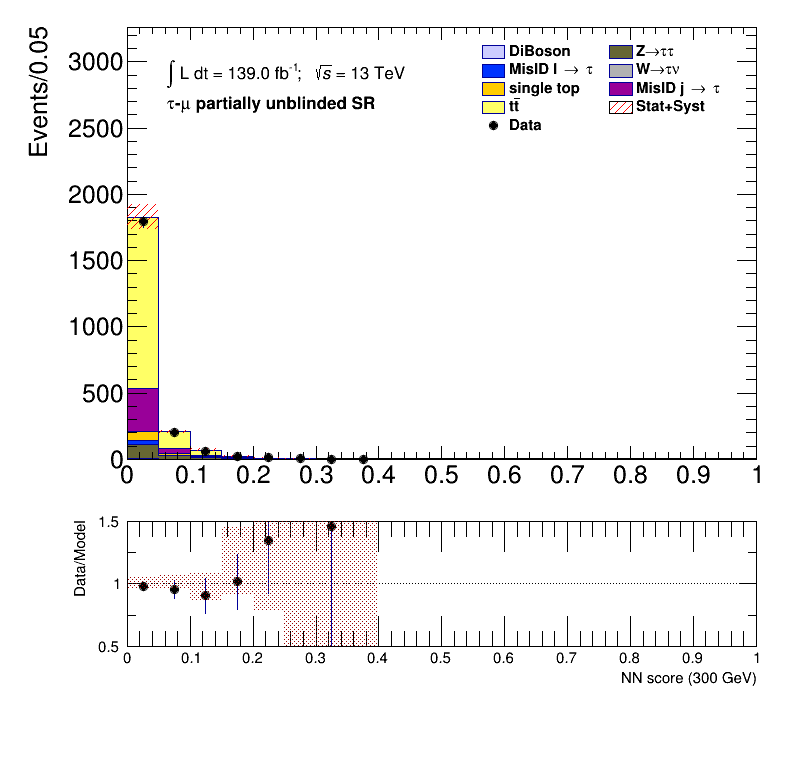 Events/0.05
3000
2500
2000
1500
1000
500
0
∫ L dt = 139.0 fb⁻¹; √s = 13 TeV
τ-μ partially unblinded SR
DiBoson
MisID l → τ
single top
tt̄
Data
Z→ττ
W→τν
MisID j → τ
Stat+Syst
0 0.1 0.2 0.3 0.4 0.5 0.6 0.7 0.8 0.9 1
Data/Model
1.5
1
0.5
0 0.1 0.2 0.3 0.4 0.5 0.6 0.7 0.8 0.9 1
NN score (300 GeV)